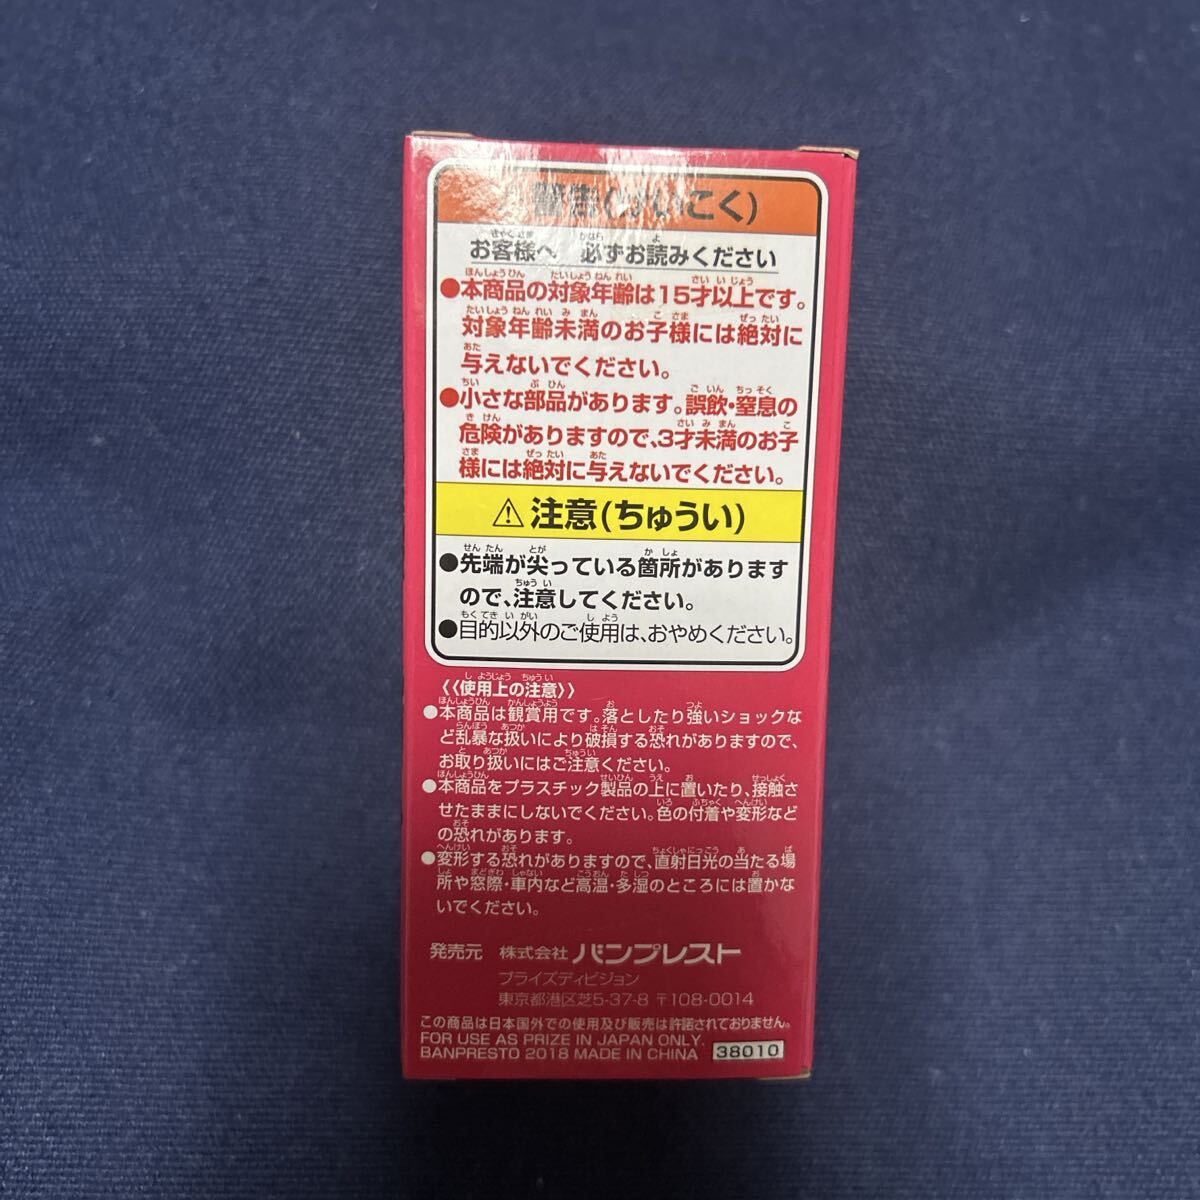 警告(けいこく)
お客様へ 必ずお読みください
●本商品の対象年齢は15才以上です。
対象年齢未満のお子様には絶対に
与えないでください。
●小さな部品があります。誤飲・窒息の
危険がありますので、3才未満のお子
様には絶対に与えないでください。
⚠注意(ちゅうい)
●先端が尖っている箇所があります
ので、注意してください。
●目的以外のご使用は、おやめください。
《使用上の注意》
●本商品は観賞用です。落としたり強いショックな
ど乱暴な扱いにより破損する恐れがありますので、
お取り扱いにはご注意ください。
●本商品をプラスチック製品の上に置いたり、接触さ
せたままにしないでください。色の付着や変形など
の恐れがあります。
●変形する恐れがありますので、直射日光の当たる場
所や窓際・車内など高温・多湿のところには置かな
いでください。
発売元 株式会社バンプレスト
プライズディビジョン
東京都港区芝5-37-8 〒108-0014
この商品は日本国外での使用及び販売は許諾されておりません。
FOR USE AS PRIZE IN JAPAN ONLY.
BANPRESTO 2018 MADE IN CHINA 38010